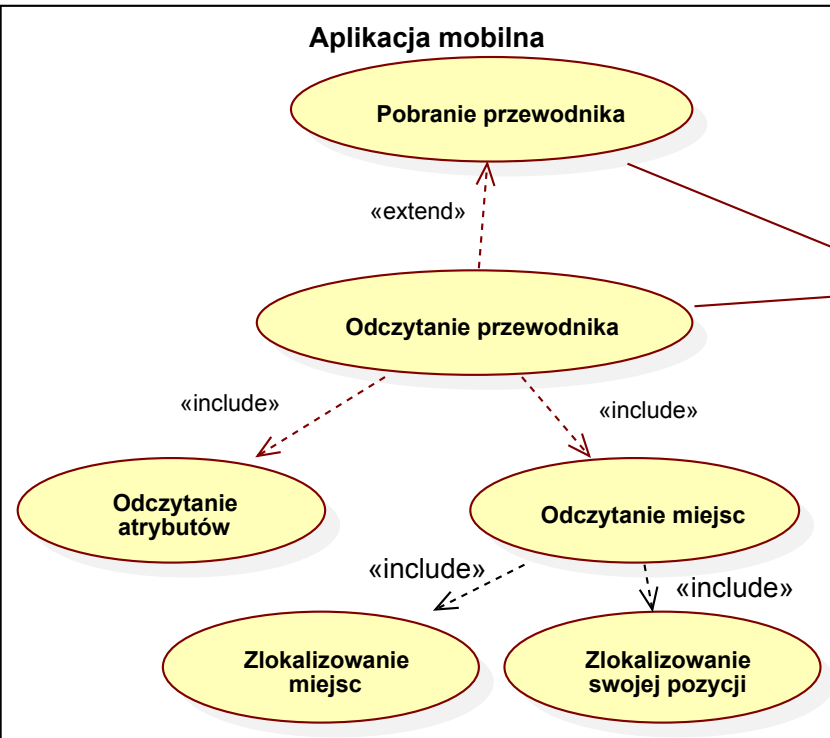 Aplikacja mobilna
Pobranie przewodnika
«extend»
Odczytanie przewodnika
«include»
«include»
Odczytanie
atrybutów
Odczytanie miejsc
«include»
«include»
Zlokalizowanie
miejsc
Zlokalizowanie
swojej pozycji